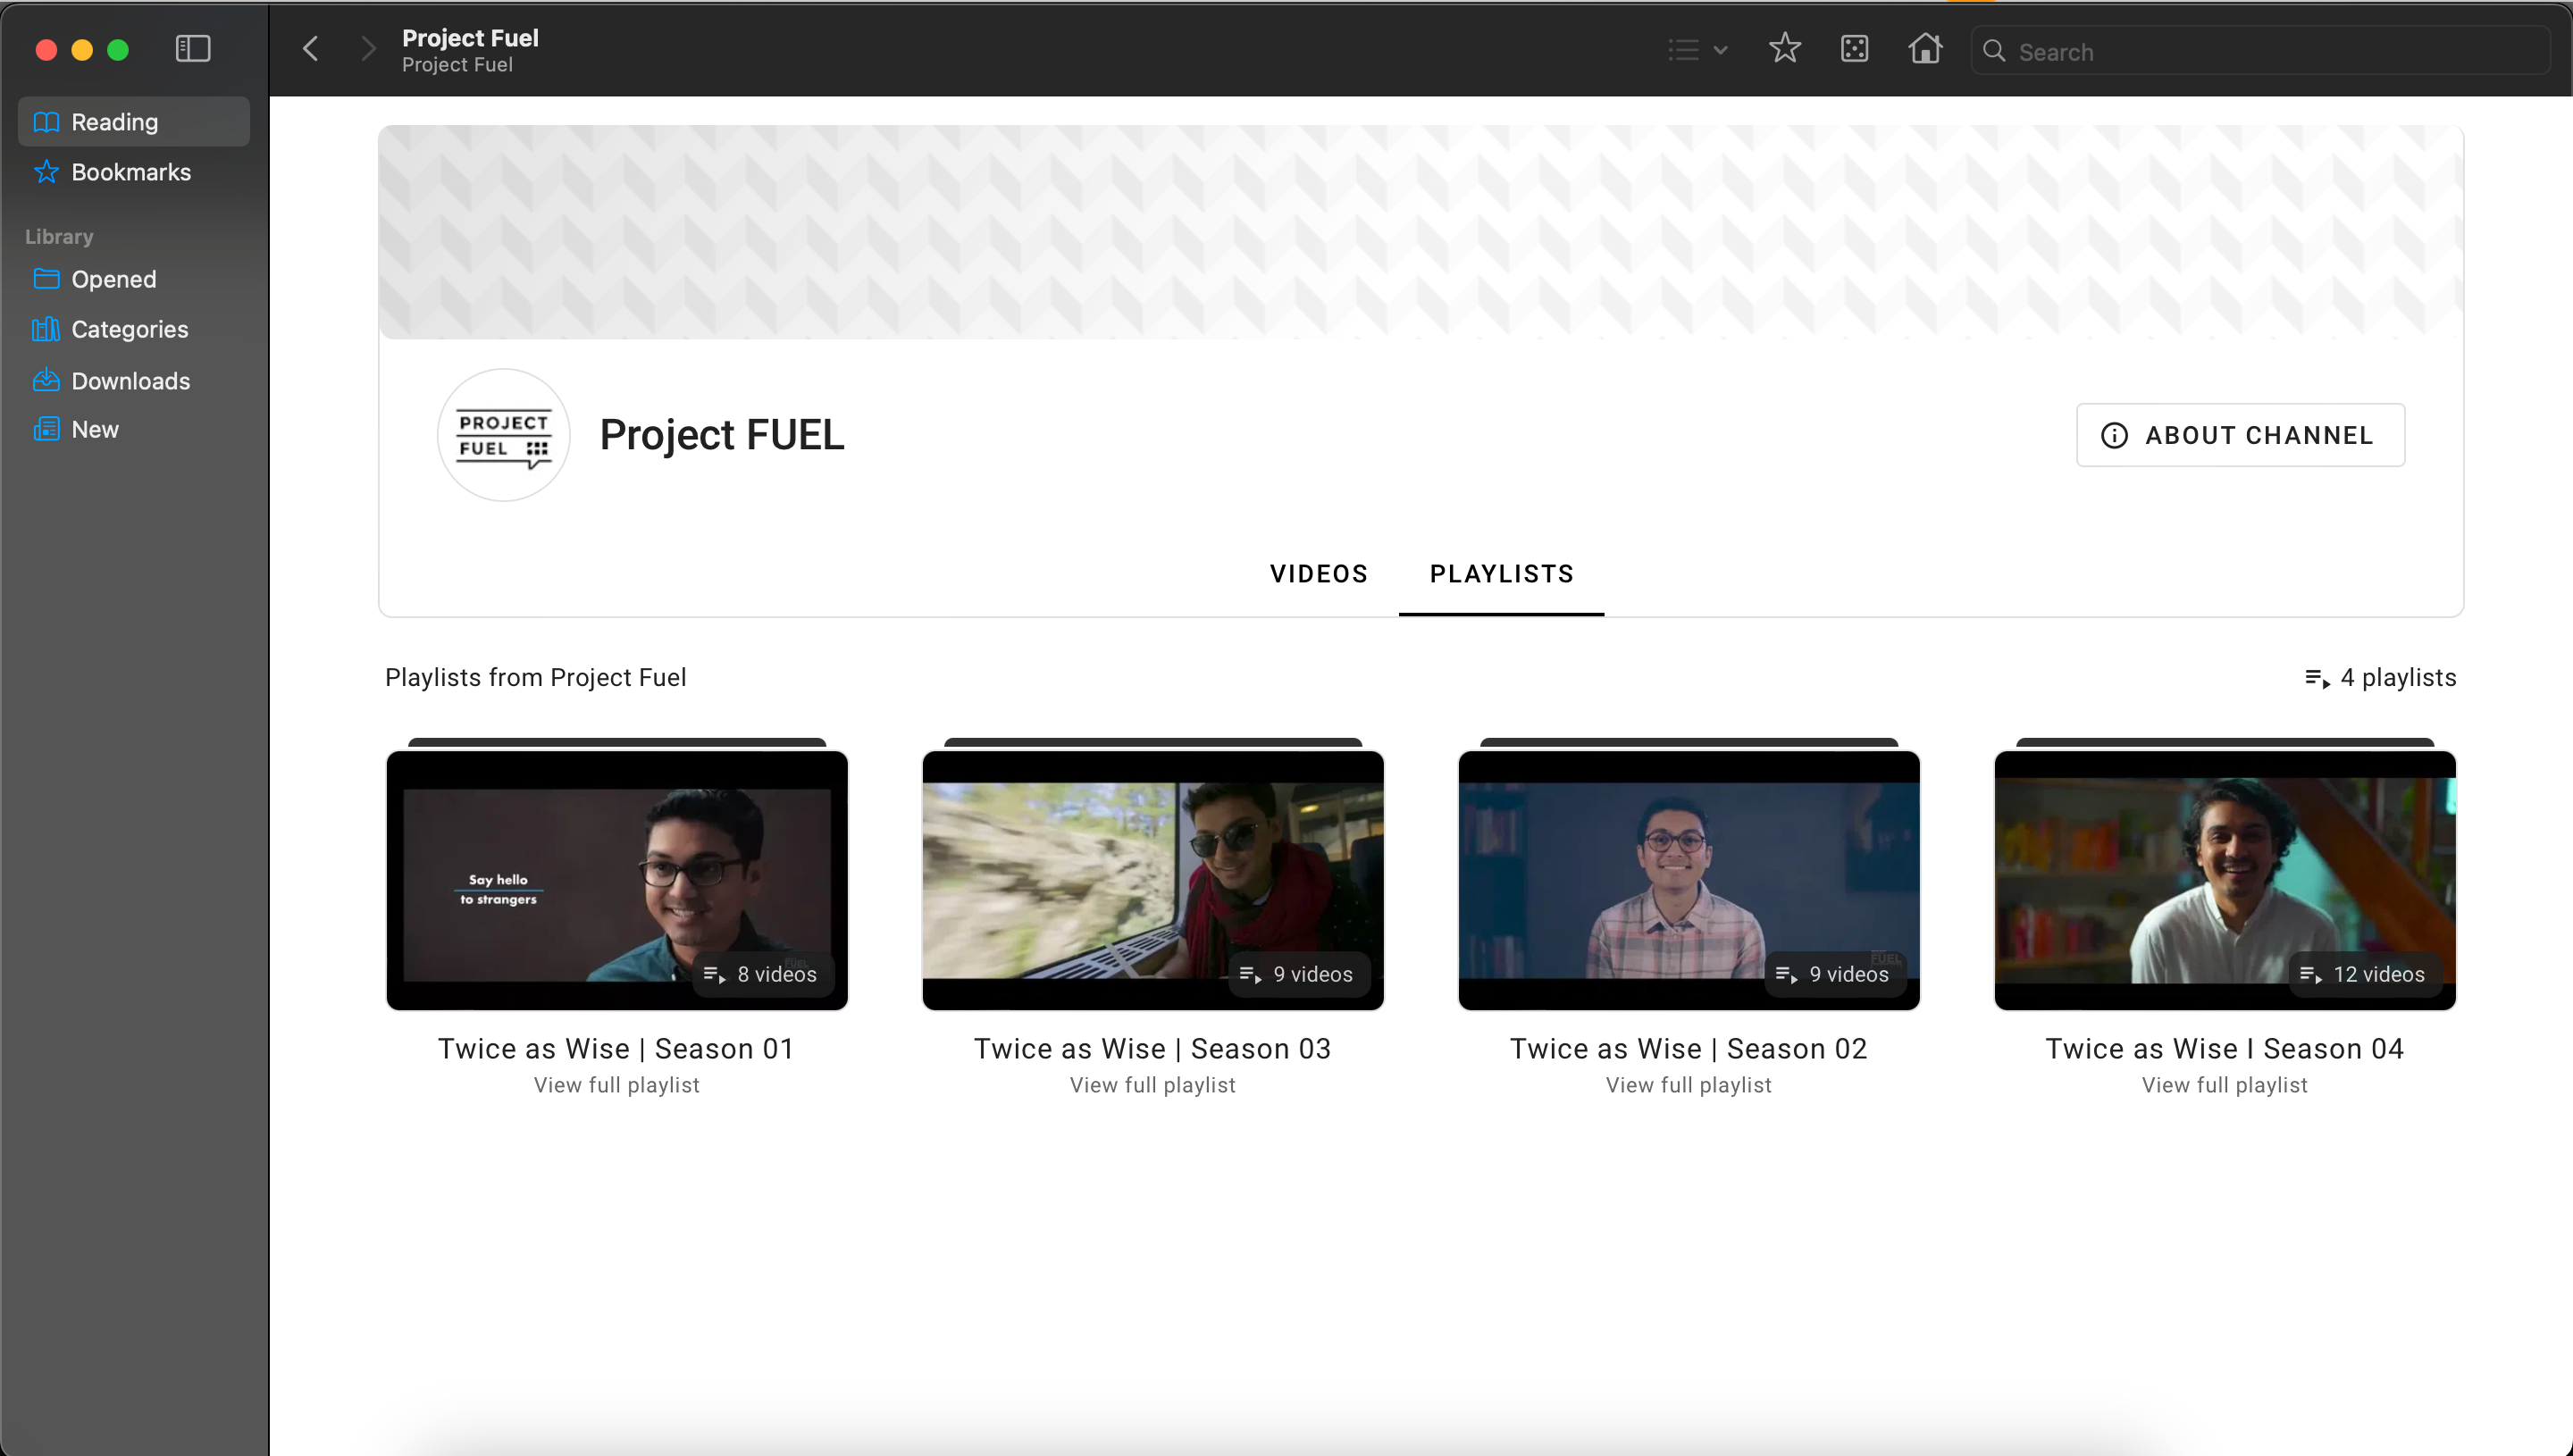 Project Fuel
Project Fuel
Search
Reading
Bookmarks
Library
Opened
Categories
Downloads
New
PROJECT
FUEL
Project FUEL
ABOUT CHANNEL
VIDEOS
PLAYLISTS
Playlists from Project Fuel
4 playlists
Say hello
to strangers
FUEL
8 videos
Twice as Wise | Season 01
View full playlist
9 videos
Twice as Wise | Season 03
View full playlist
FUEL
9 videos
Twice as Wise | Season 02
View full playlist
12 videos
Twice as Wise I Season 04
View full playlist